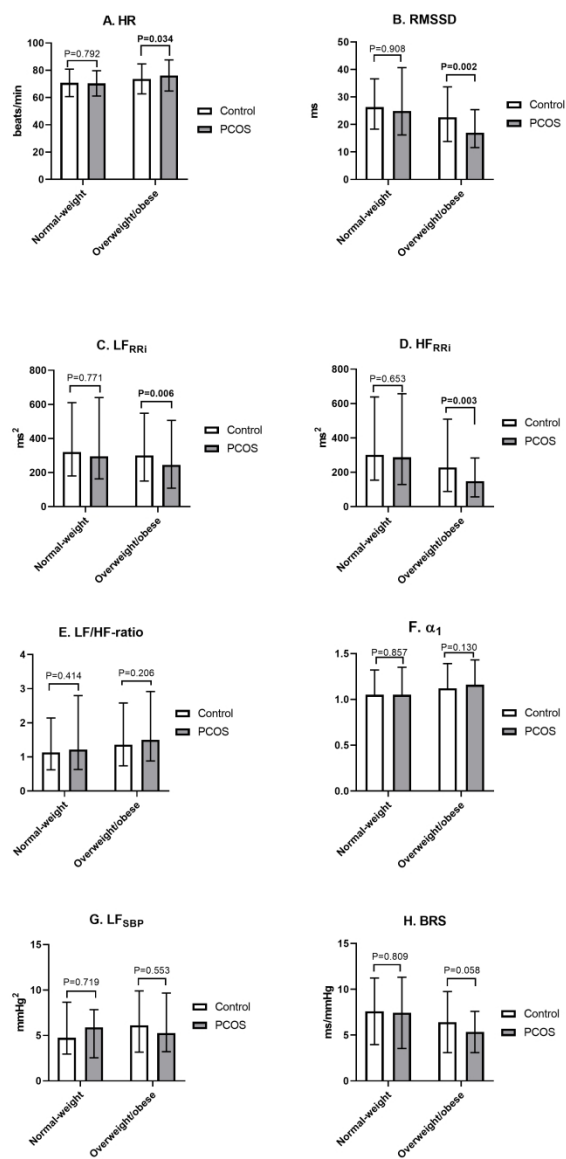 A. HR
P=0.792
P=0.034
100
80
60
40
20
0
beats/min
Normal-weight
Overweight/obese
Control
PCOS
B. RMSSD
P=0.908
P=0.002
50
40
30
20
10
0
ms
Normal-weight
Overweight/obese
Control
PCOS
C. LF_RRi
P=0.771
P=0.006
800
600
400
200
0
ms²
Normal-weight
Overweight/obese
Control
PCOS
D. HF_RRi
P=0.653
P=0.003
800
600
400
200
0
ms²
Normal-weight
Overweight/obese
Control
PCOS
E. LF/HF-ratio
P=0.414
P=0.206
4
3
2
1
0
Normal-weight
Overweight/obese
Control
PCOS
F. α₁
P=0.857
P=0.130
1.5
1.0
0.5
0.0
Normal-weight
Overweight/obese
Control
PCOS
G. LF_SBP
P=0.719
P=0.553
15
10
5
0
mmHg²
Normal-weight
Overweight/obese
Control
PCOS
H. BRS
P=0.809
P=0.058
15
10
5
0
ms/mmHg
Normal-weight
Overweight/obese
Control
PCOS